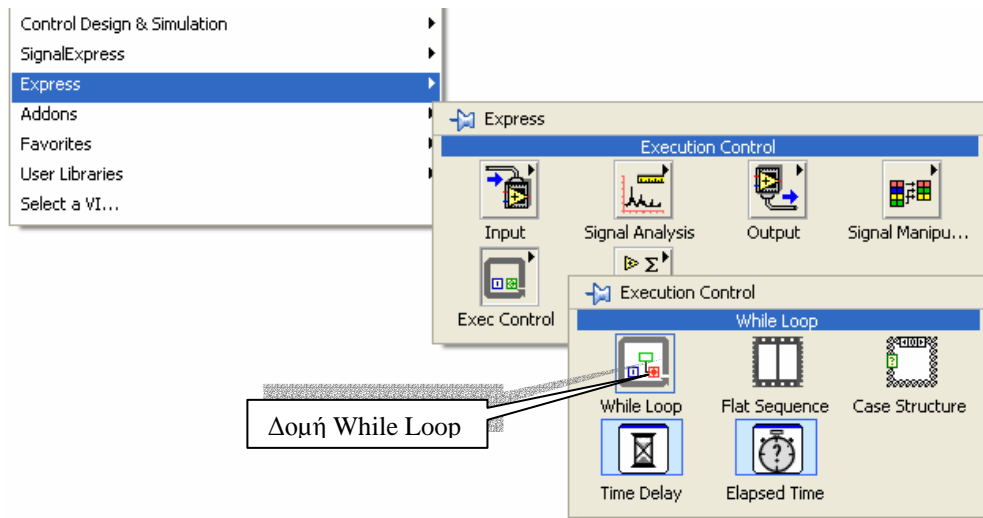 Control Design & Simulation
SignalExpress
Express
Addons
Favorites
User Libraries
Select a VI...
Express
Execution Control
Input
Signal Analysis
Output
Signal Manipu...
Exec Control
Execution Control
While Loop
While Loop
Flat Sequence
Case Structure
Time Delay
Elapsed Time
Δομή While Loop